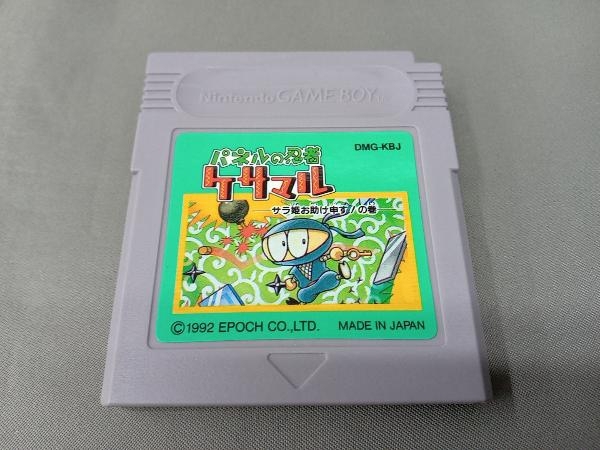 Nintendo GAME BOY
DMG-KBJ
パネルの忍者
ケサマル
サラ姫お助け申す!の巻
©1992 EPOCH CO.,LTD. MADE IN JAPAN